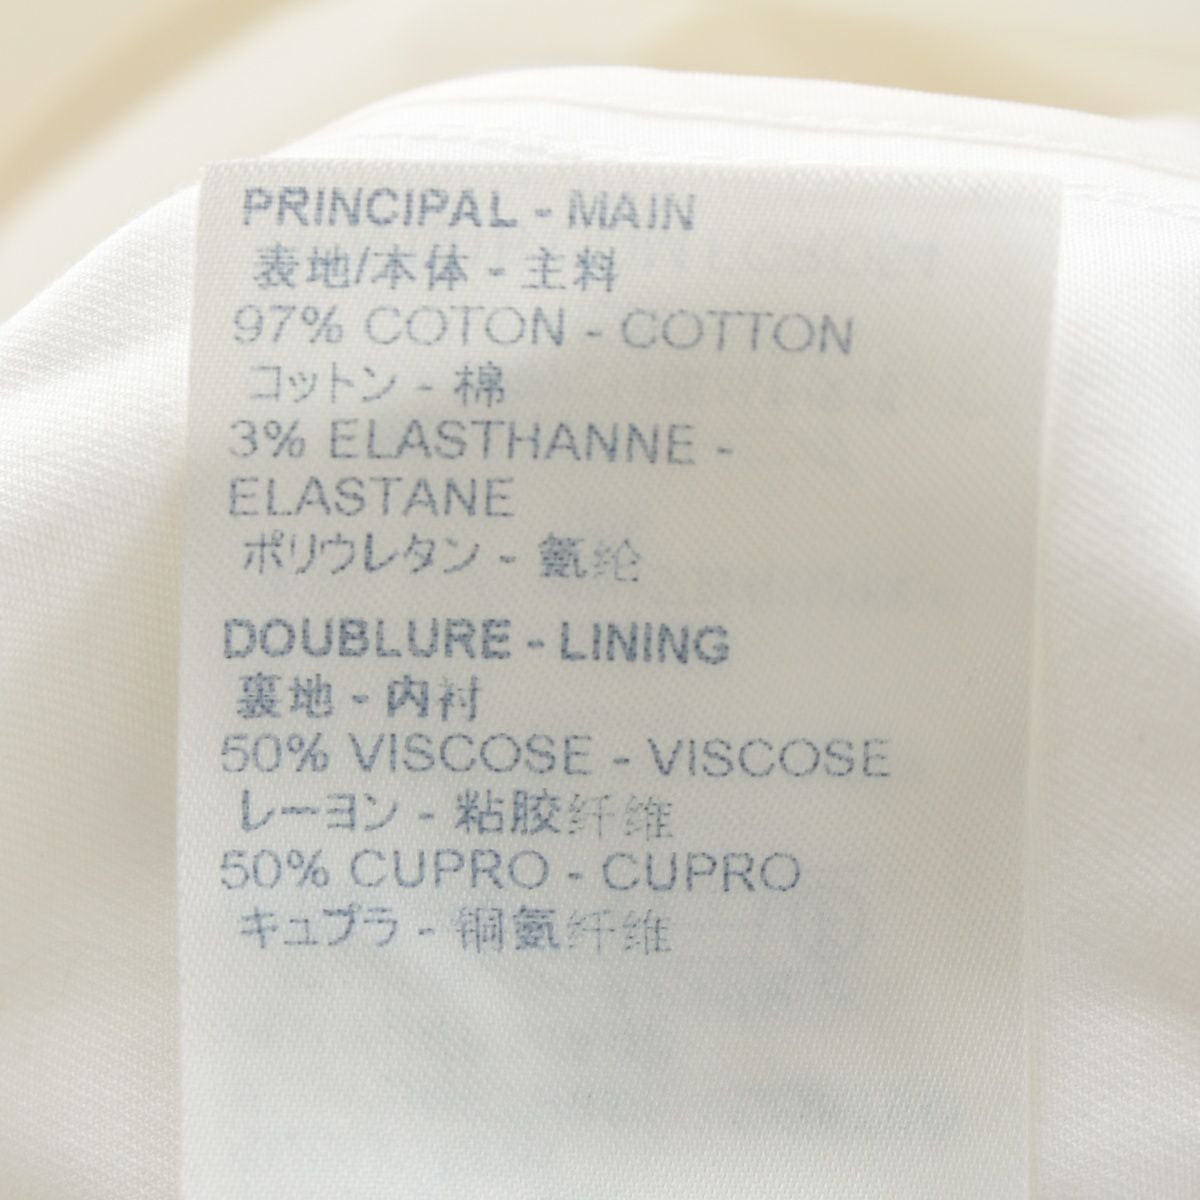 PRINCIPAL - MAIN
表地/本体 - 主料
97% COTON - COTTON
コットン - 棉
3% ELASTHANNE -
ELASTANE
ポリウレタン - 氨纶
DOUBLURE - LINING
裏地 - 内衬
50% VISCOSE - VISCOSE
レーヨン - 粘胶纤维
50% CUPRO - CUPRO
キュプラ - 铜氨纤维